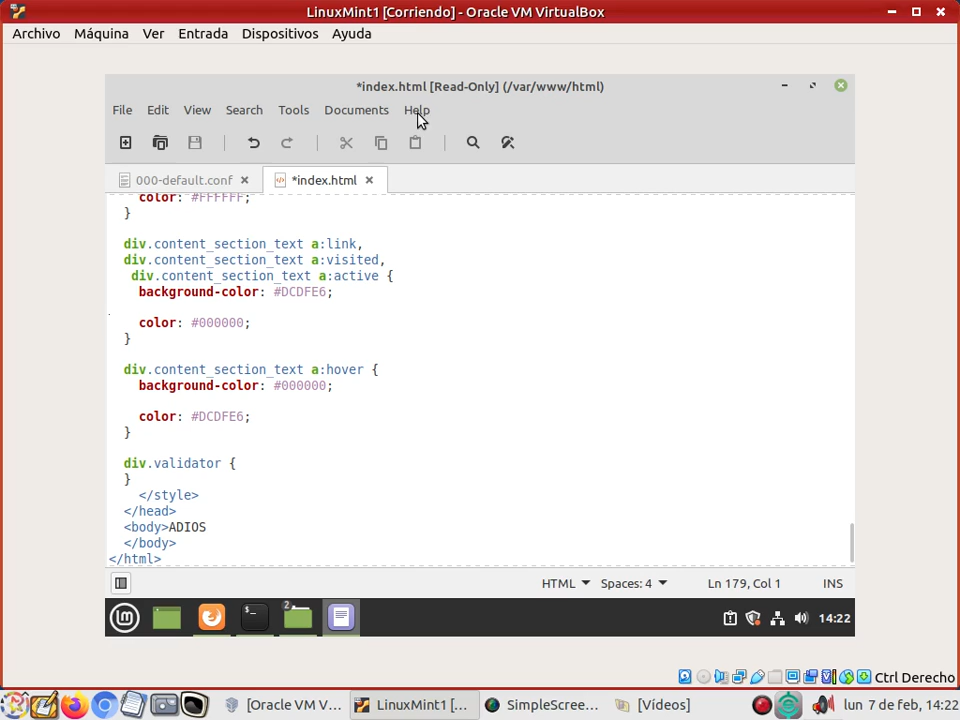 LinuxMint1 [Corriendo] - Oracle VM VirtualBox
Archivo Máquina Ver Entrada Dispositivos Ayuda
*index.html [Read-Only] (/var/www/html)
File Edit View Search Tools Documents Help
000-default.conf *index.html
color: #FFFFFF;
}
div.content_section_text a:link,
div.content_section_text a:visited,
div.content_section_text a:active {
background-color: #DCDFE6;
color: #000000;
}
div.content_section_text a:hover {
background-color: #000000;
color: #DCDFE6;
}
div.validator {
}
</style>
</head>
<body>ADIOS
</body>
</html>
HTML Spaces: 4 Ln 179, Col 1 INS
2
14:22
Ctrl Derecho
[Oracle VM V... LinuxMint1 [... SimpleScree... [Vídeos] lun 7 de feb, 14:22